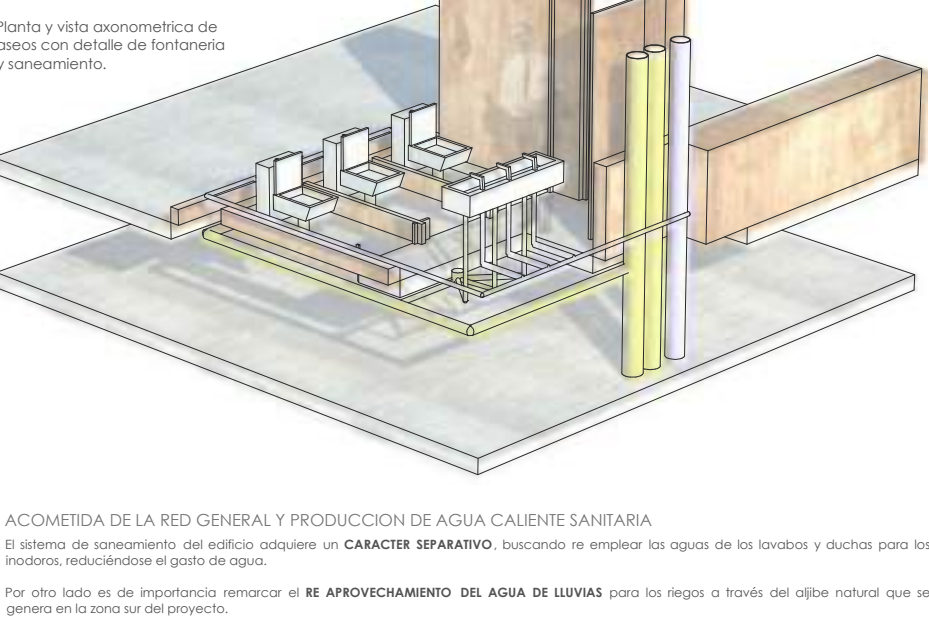 Planta y vista axonometrica de
aseos con detalle de fontaneria
y saneamiento.
ACOMETIDA DE LA RED GENERAL Y PRODUCCION DE AGUA CALIENTE SANITARIA
El sistema de saneamiento del edificio adquiere un CARACTER SEPARATIVO, buscando re emplear las aguas de los lavabos y duchas para los
inodoros, reduciéndose el gasto de agua.
Por otro lado es de importancia remarcar el RE APROVECHAMIENTO DEL AGUA DE LLUVIAS para los riegos a través del aljibe natural que se
genera en la zona sur del proyecto.